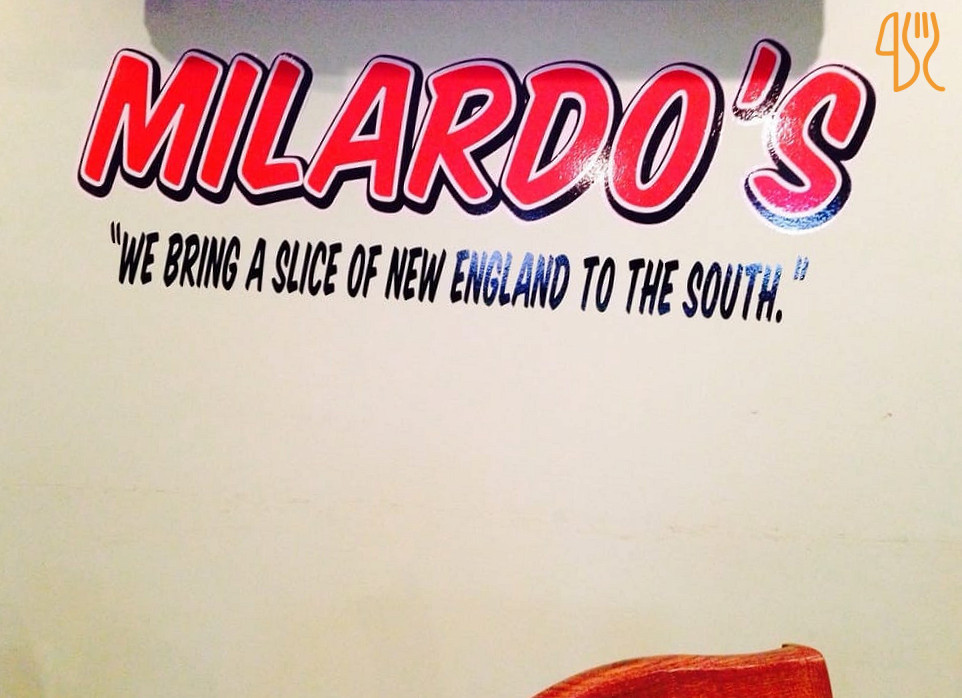 MILARDO'S
"WE BRING A SLICE OF NEW ENGLAND TO THE SOUTH."